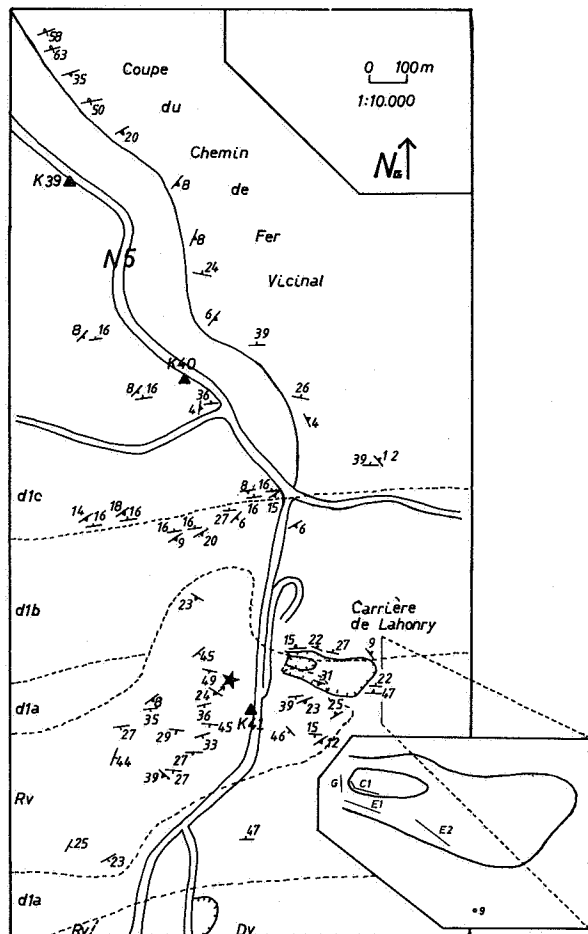 58
63
35
50
20
Coupe
du
Chemin
de
Fer
Vicinal
0 100m
1:10.000
N
K39
8
8
24
N5
6
39
8 16
K40
8 16
36
4
26
4
39 12
d1c
8 16
16 15
14 16
18 16
27 6
16 16
9 20
6
d1b
23
Carrière
de Lahonry
15 22 27 9
45
49
31
22
47
d1a
24
8
35
36
45
K41
39 23
25
27
29
33
46
15
12
44
27
39 27
Rv
G
C1
E1
E2
25
23
47
d1a
9
Rv
Dv